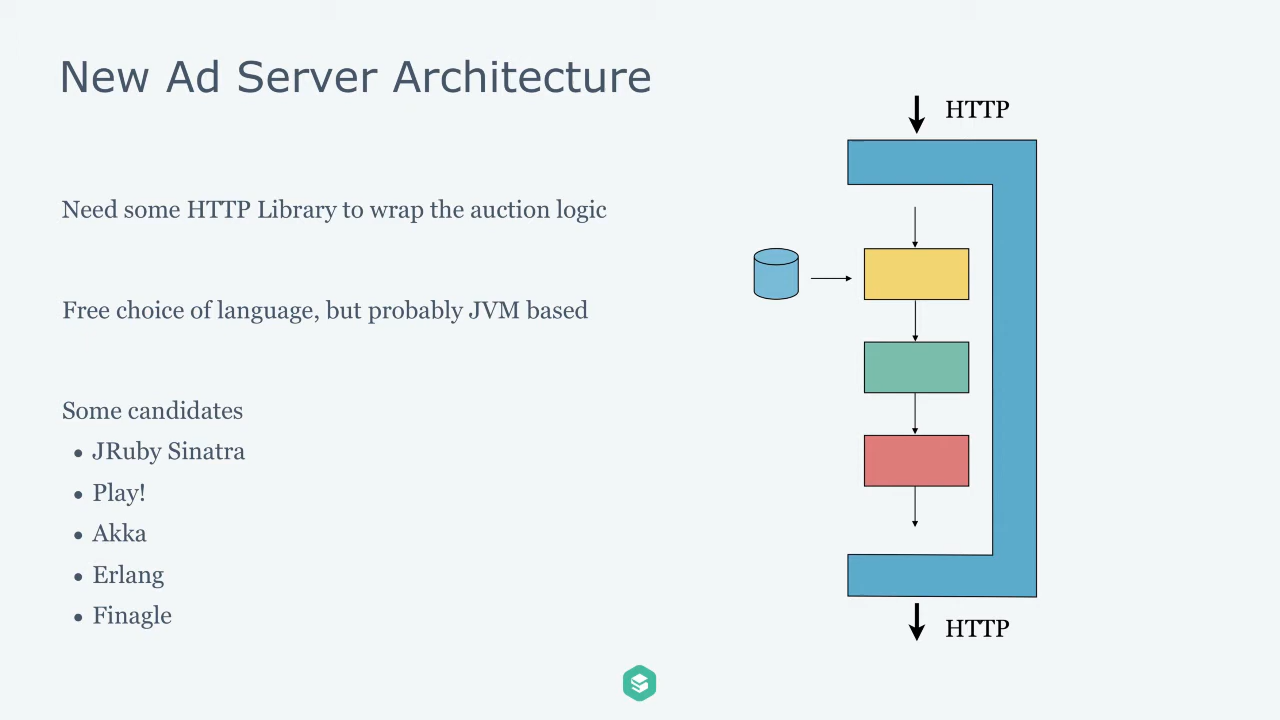 New Ad Server Architecture
HTTP
Need some HTTP Library to wrap the auction logic
Free choice of language, but probably JVM based
Some candidates
• JRuby Sinatra
• Play!
• Akka
• Erlang
• Finagle
HTTP